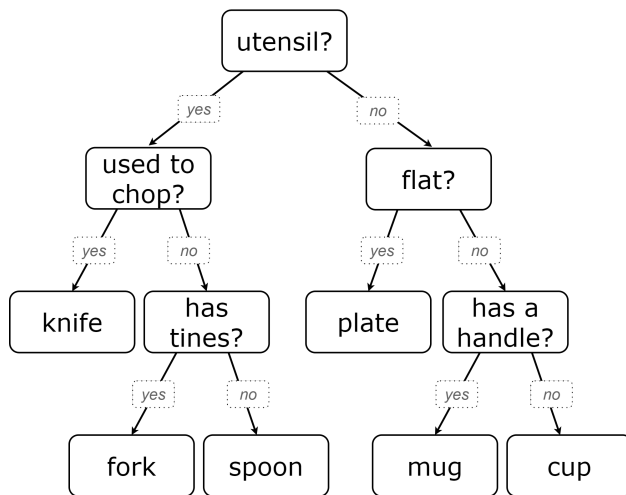 utensil?
yes
no
used to
chop?
flat?
yes
no
yes
no
knife
has
tines?
plate
has a
handle?
yes
no
yes
no
fork
spoon
mug
cup